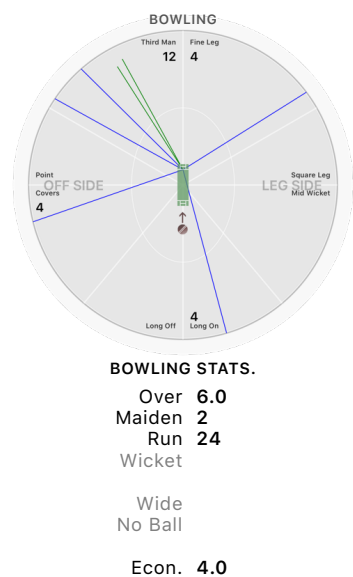 BOWLING
Third Man
12
Fine Leg
4
Point
OFF SIDE
Covers
4
Square Leg
LEG SIDE
Mid Wicket
Long Off
4
Long On
BOWLING STATS.
Over 6.0
Maiden 2
Run 24
Wicket
Wide
No Ball
Econ. 4.0